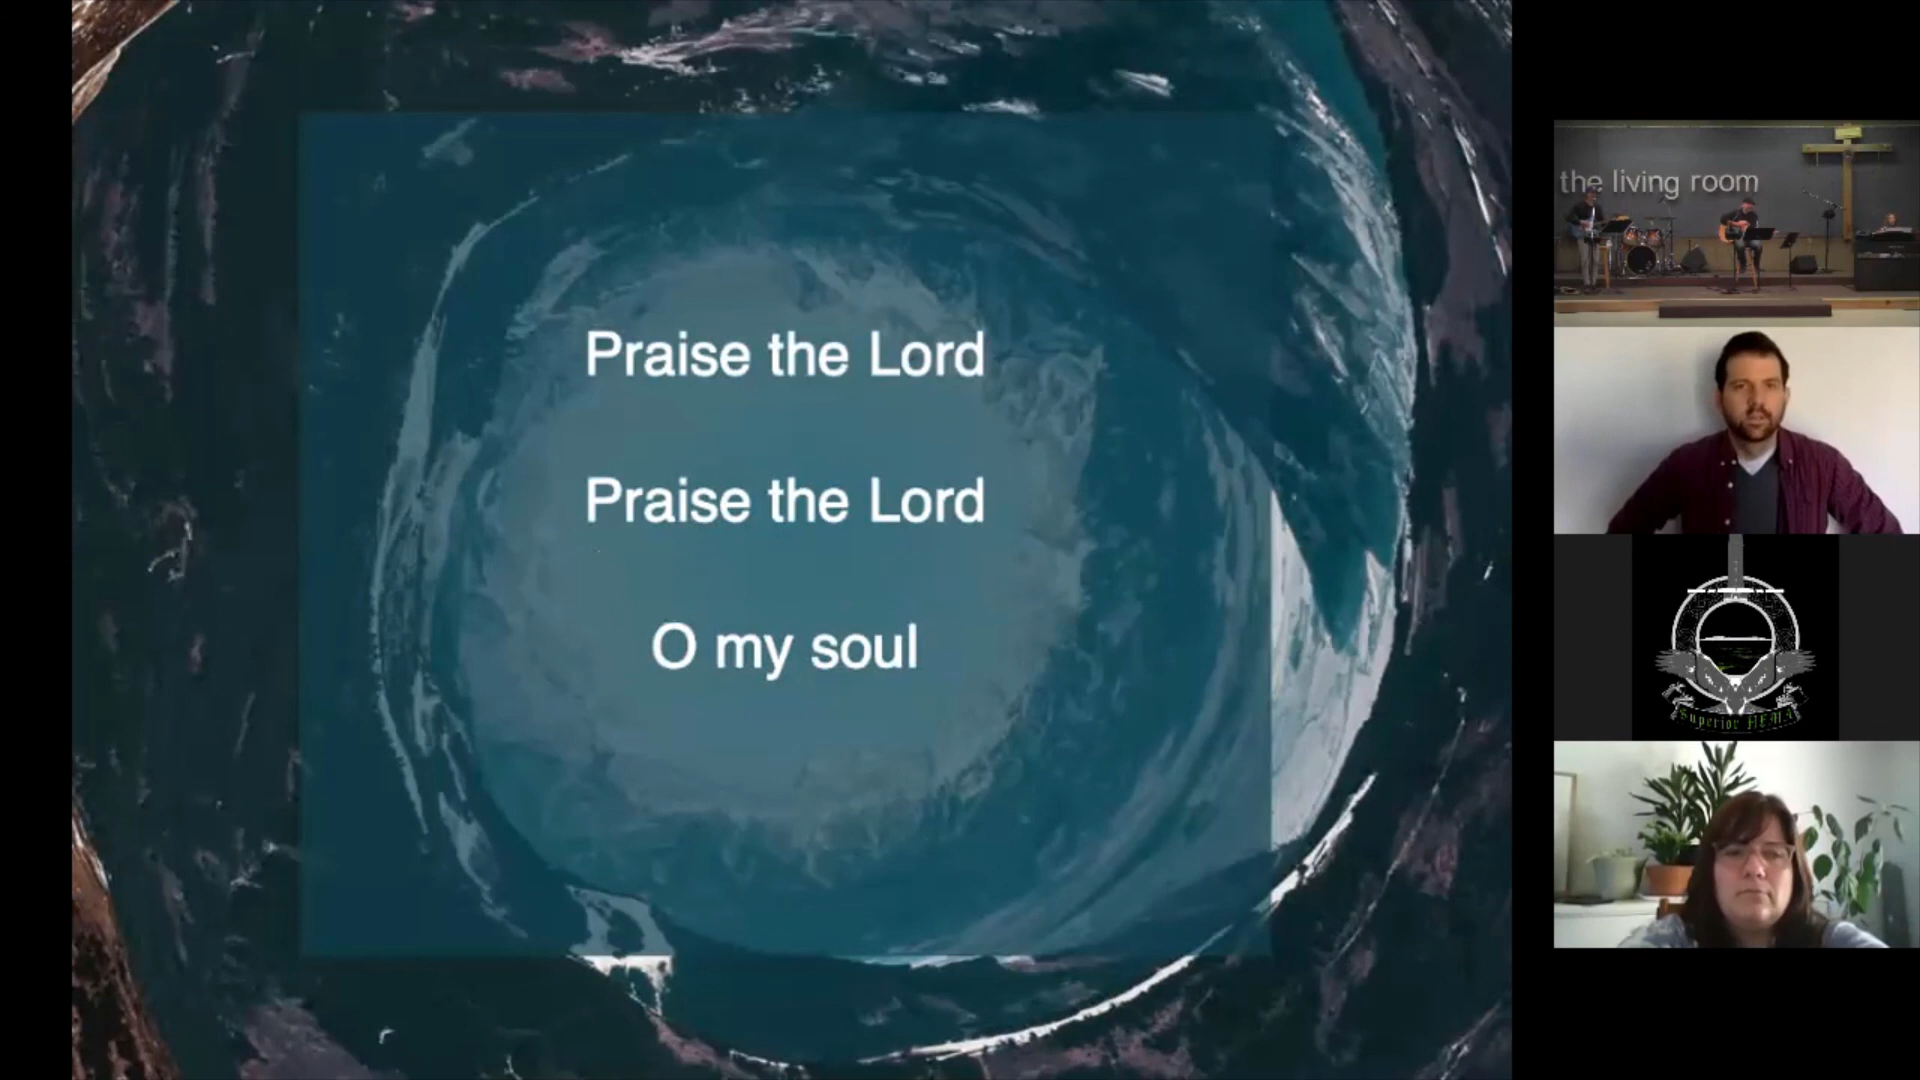 Praise the Lord
Praise the Lord
O my soul
the living room
Superior HEMA